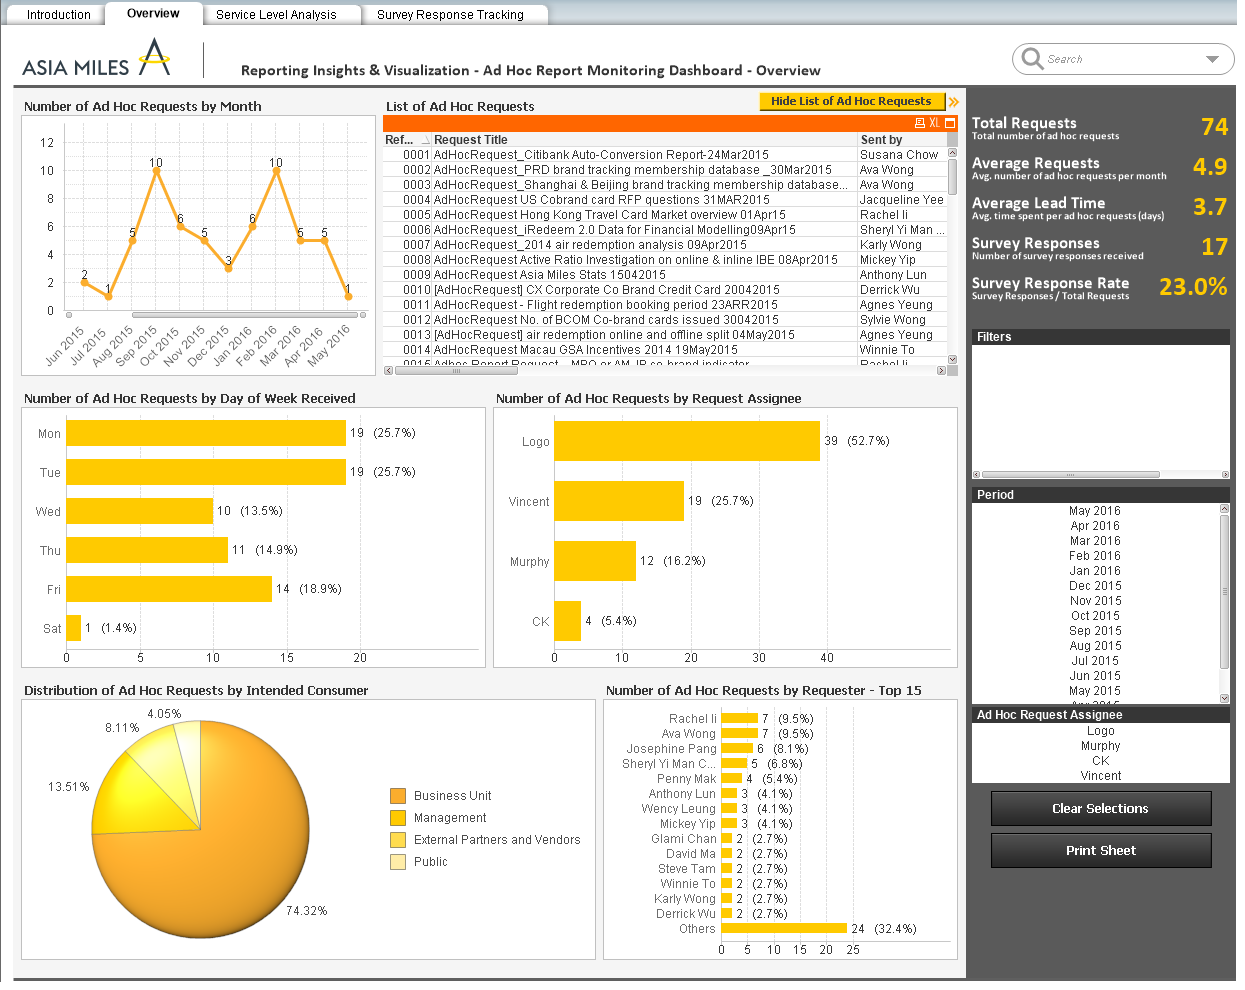 Introduction
Overview
Service Level Analysis
Survey Response Tracking
ASIA MILES
Reporting Insights & Visualization - Ad Hoc Report Monitoring Dashboard - Overview
Search
Number of Ad Hoc Requests by Month
12
10
8
6
4
2
0
2
1
5
10
6
5
3
6
10
5
5
1
Jun 2015
Jul 2015
Aug 2015
Sep 2015
Oct 2015
Nov 2015
Dec 2015
Jan 2016
Feb 2016
Mar 2016
Apr 2016
May 2016
List of Ad Hoc Requests
Hide List of Ad Hoc Requests
XL
Ref... Request Title Sent by
0001 AdHocRequest_Citibank Auto-Conversion Report-24Mar2015 Susana Chow
0002 AdHocRequest_PRD brand tracking membership database _30Mar2015 Ava Wong
0003 AdHocRequest_Shanghai & Beijing brand tracking membership database... Ava Wong
0004 AdHocRequest US Cobrand card RFP questions 31MAR2015 Jacqueline Yee
0005 AdHocRequest Hong Kong Travel Card Market overview 01Apr15 Rachel li
0006 AdHocRequest_iRedeem 2.0 Data for Financial Modelling09Apr15 Sheryl Yi Man ...
0007 AdHocRequest_2014 air redemption analysis 09Apr2015 Karly Wong
0008 AdHocRequest Active Ratio Investigation on online & inline IBE 08Apr2015 Mickey Yip
0009 AdHocRequest Asia Miles Stats 15042015 Anthony Lun
0010 [AdHocRequest] CX Corporate Co Brand Credit Card 20042015 Derrick Wu
0011 AdHocRequest - Flight redemption booking period 23ARR2015 Agnes Yeung
0012 AdHocRequest No. of BCOM Co-brand cards issued 30042015 Sylvie Wong
0013 [AdHocRequest] air redemption online and offline split 04May2015 Agnes Yeung
0014 AdHocRequest Macau GSA Incentives 2014 19May2015 Winnie To
0015 Adhoc Report Request - MPO or AM JP co-brand indicator Rachel li
Total Requests 74
Total number of ad hoc requests
Average Requests 4.9
Avg. number of ad hoc requests per month
Average Lead Time 3.7
Avg. time spent per ad hoc requests (days)
Survey Responses 17
Number of survey responses received
Survey Response Rate 23.0%
Survey Responses / Total Requests
Filters
Period
May 2016
Apr 2016
Mar 2016
Feb 2016
Jan 2016
Dec 2015
Nov 2015
Oct 2015
Sep 2015
Aug 2015
Jul 2015
Jun 2015
May 2015
Ad Hoc Request Assignee
Logo
Murphy
CK
Vincent
Clear Selections
Print Sheet
Number of Ad Hoc Requests by Day of Week Received
Mon 19 (25.7%)
Tue 19 (25.7%)
Wed 10 (13.5%)
Thu 11 (14.9%)
Fri 14 (18.9%)
Sat 1 (1.4%)
0 5 10 15 20
Number of Ad Hoc Requests by Request Assignee
Logo 39 (52.7%)
Vincent 19 (25.7%)
Murphy 12 (16.2%)
CK 4 (5.4%)
0 10 20 30 40
Distribution of Ad Hoc Requests by Intended Consumer
4.05%
8.11%
13.51%
74.32%
Business Unit
Management
External Partners and Vendors
Public
Number of Ad Hoc Requests by Requester - Top 15
Rachel li 7 (9.5%)
Ava Wong 7 (9.5%)
Josephine Pang 6 (8.1%)
Sheryl Yi Man C... 5 (6.8%)
Penny Mak 4 (5.4%)
Anthony Lun 3 (4.1%)
Wency Leung 3 (4.1%)
Mickey Yip 3 (4.1%)
Glami Chan 2 (2.7%)
David Ma 2 (2.7%)
Steve Tam 2 (2.7%)
Winnie To 2 (2.7%)
Karly Wong 2 (2.7%)
Derrick Wu 2 (2.7%)
Others 24 (32.4%)
0 5 10 15 20 25